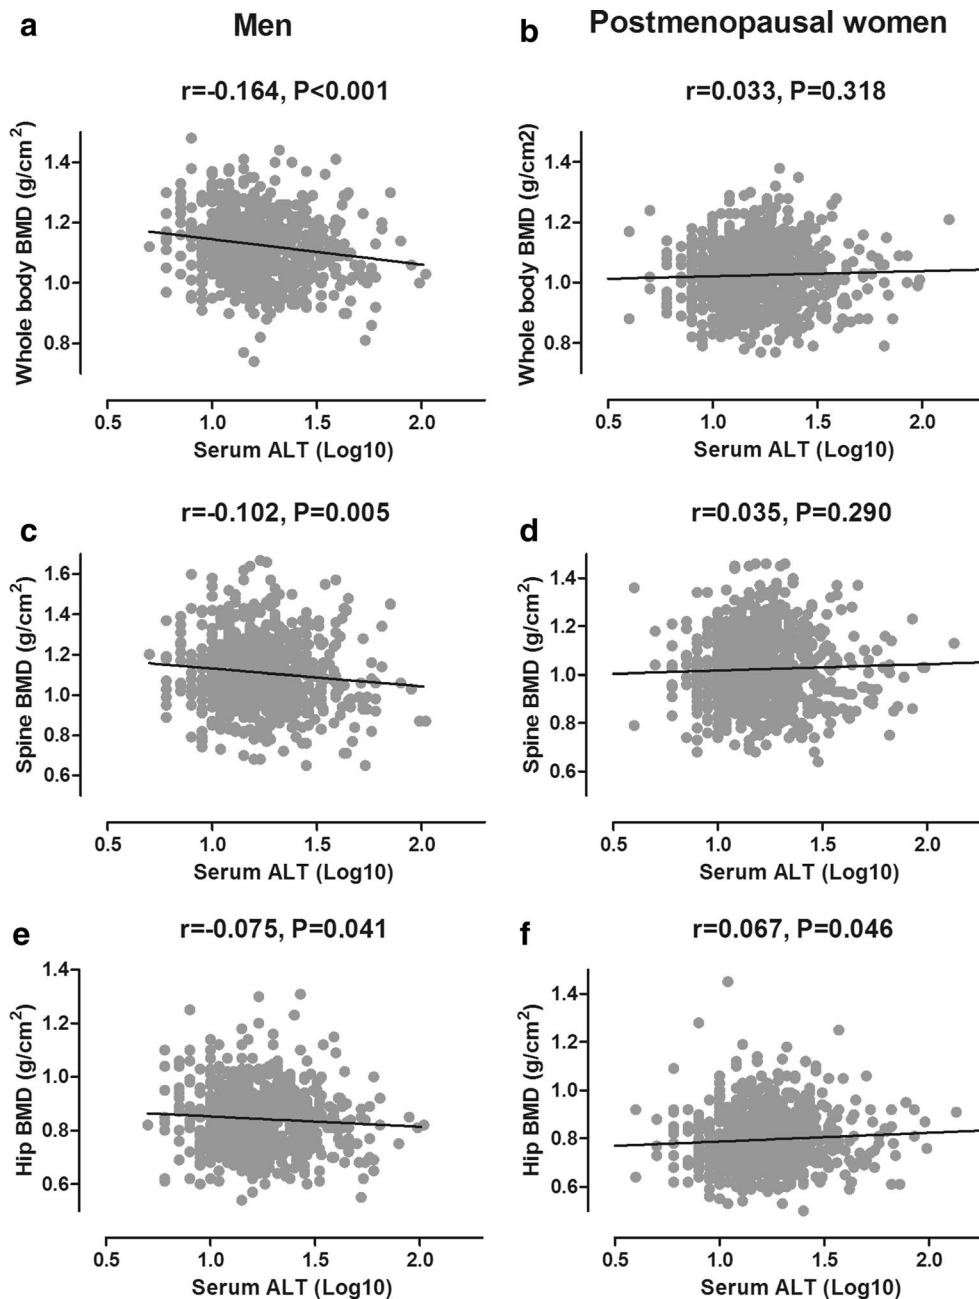 a
Men
b
Postmenopausal women
r=-0.164, P<0.001
Whole body BMD (g/cm²)
1.4
1.2
1.0
0.8
0.5 1.0 1.5 2.0
Serum ALT (Log10)
r=0.033, P=0.318
Whole body BMD (g/cm2)
1.4
1.2
1.0
0.8
0.5 1.0 1.5 2.0
Serum ALT (Log10)
c
r=-0.102, P=0.005
Spine BMD (g/cm²)
1.6
1.4
1.2
1.0
0.8
0.6
0.5 1.0 1.5 2.0
Serum ALT (Log10)
d
r=0.035, P=0.290
Spine BMD (g/cm²)
1.4
1.2
1.0
0.8
0.6
0.5 1.0 1.5 2.0
Serum ALT (Log10)
e
r=-0.075, P=0.041
Hip BMD (g/cm²)
1.4
1.2
1.0
0.8
0.6
0.5 1.0 1.5 2.0
Serum ALT (Log10)
f
r=0.067, P=0.046
Hip BMD (g/cm²)
1.4
1.2
1.0
0.8
0.6
0.5 1.0 1.5 2.0
Serum ALT (Log10)